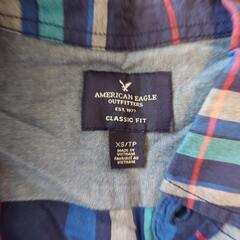 AMERICAN EAGLE
OUTFITTERS
EST. 1977
CLASSIC FIT
XS/TP
MADE IN
VIETNAM
FABRIQUÉ AU
VIETNAM